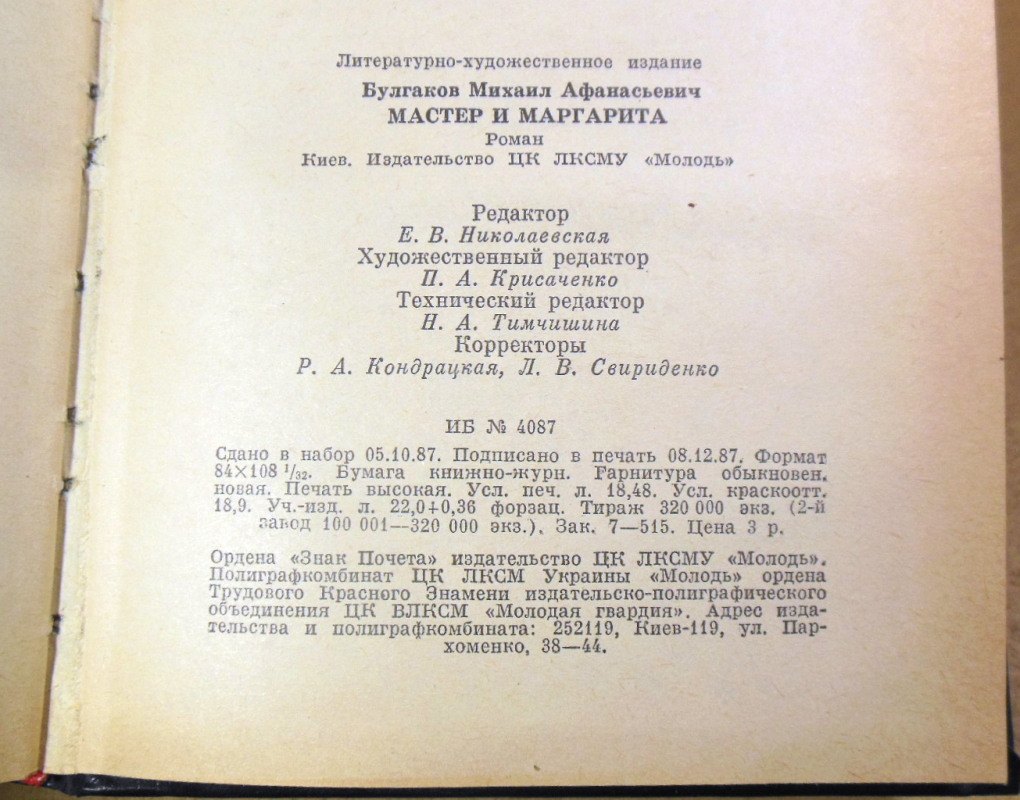 Литературно-художественное издание
Булгаков Михаил Афанасьевич
МАСТЕР И МАРГАРИТА
Роман
Киев. Издательство ЦК ЛКСМУ «Молодь»
Редактор
Е. В. Николаевская
Художественный редактор
П. А. Крисаченко
Технический редактор
Н. А. Тимчишина
Корректоры
Р. А. Кондрацкая, Л. В. Свириденко
ИБ № 4087
Сдано в набор 05.10.87. Подписано в печать 08.12.87. Формат
84×108 1/32. Бумага книжно-журн. Гарнитура обыкновен.
новая. Печать высокая. Усл. печ. л. 18,48. Усл. краскоотт.
18,9. Уч.-изд. л. 22,0+0,36 форзац. Тираж 320 000 экз. (2-й
завод 100 001—320 000 экз.). Зак. 7—515. Цена 3 р.
Ордена «Знак Почета» издательство ЦК ЛКСМУ «Молодь».
Полиграфкомбинат ЦК ЛКСМ Украины «Молодь» ордена
Трудового Красного Знамени издательско-полиграфического
объединения ЦК ВЛКСМ «Молодая гвардия». Адрес изда-
тельства и полиграфкомбината: 252119, Киев-119, ул. Пар-
хоменко, 38—44.